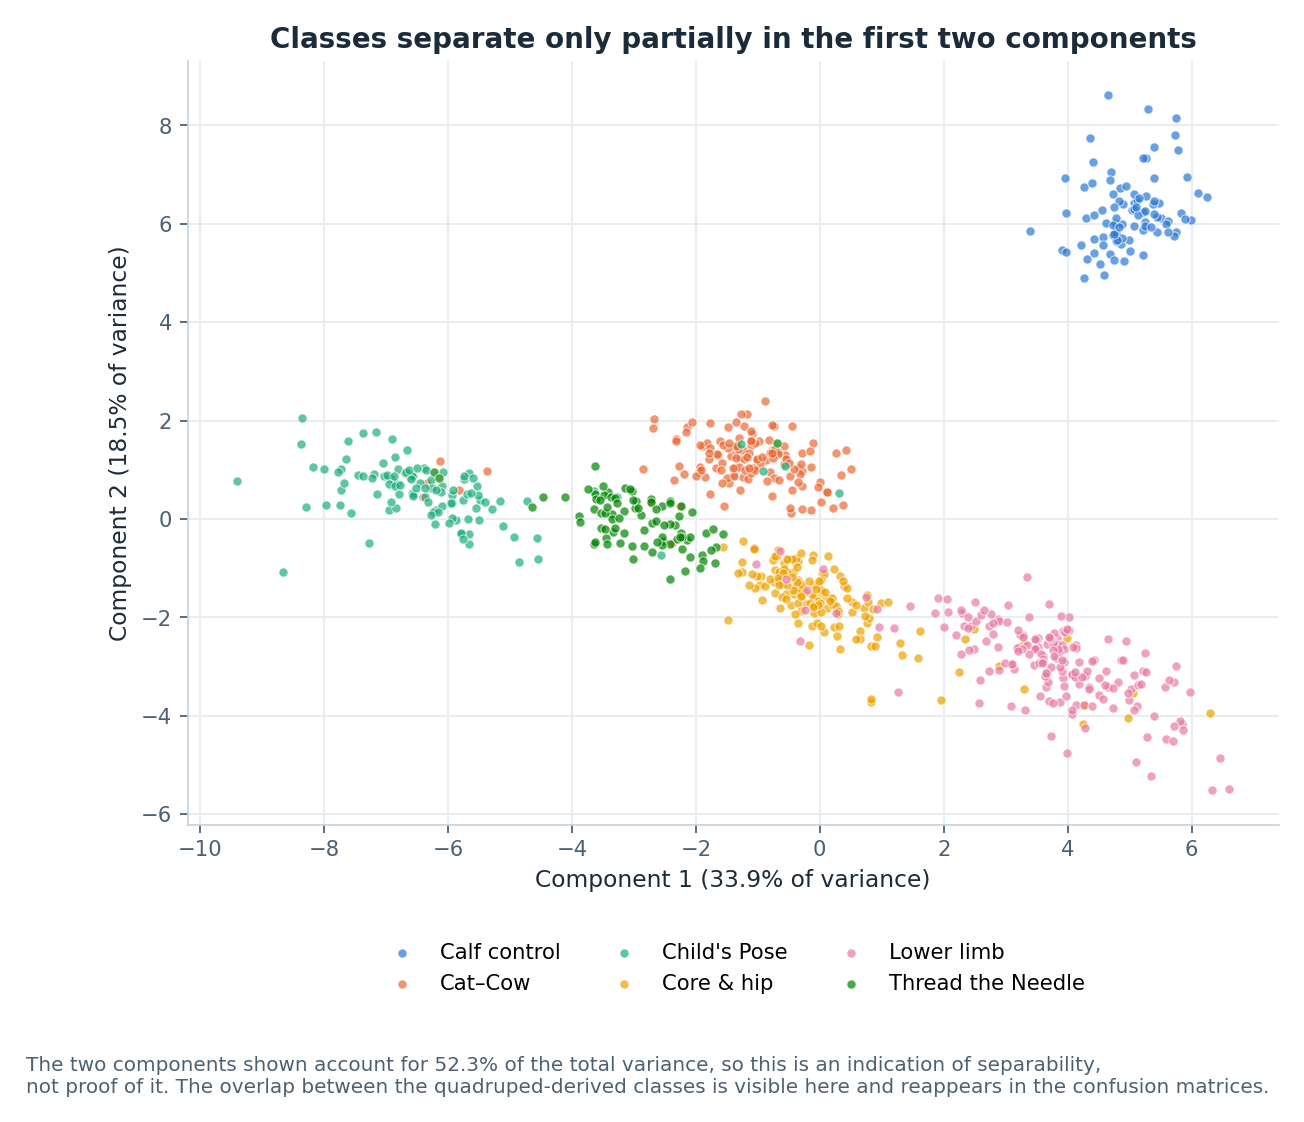 Classes separate only partially in the first two components
Component 2 (18.5% of variance)
8
6
4
2
0
−2
−4
−6
−10
−8
−6
−4
−2
0
2
4
6
Component 1 (33.9% of variance)
Calf control
Child's Pose
Lower limb
Cat–Cow
Core & hip
Thread the Needle
The two components shown account for 52.3% of the total variance, so this is an indication of separability,
not proof of it. The overlap between the quadruped-derived classes is visible here and reappears in the confusion matrices.